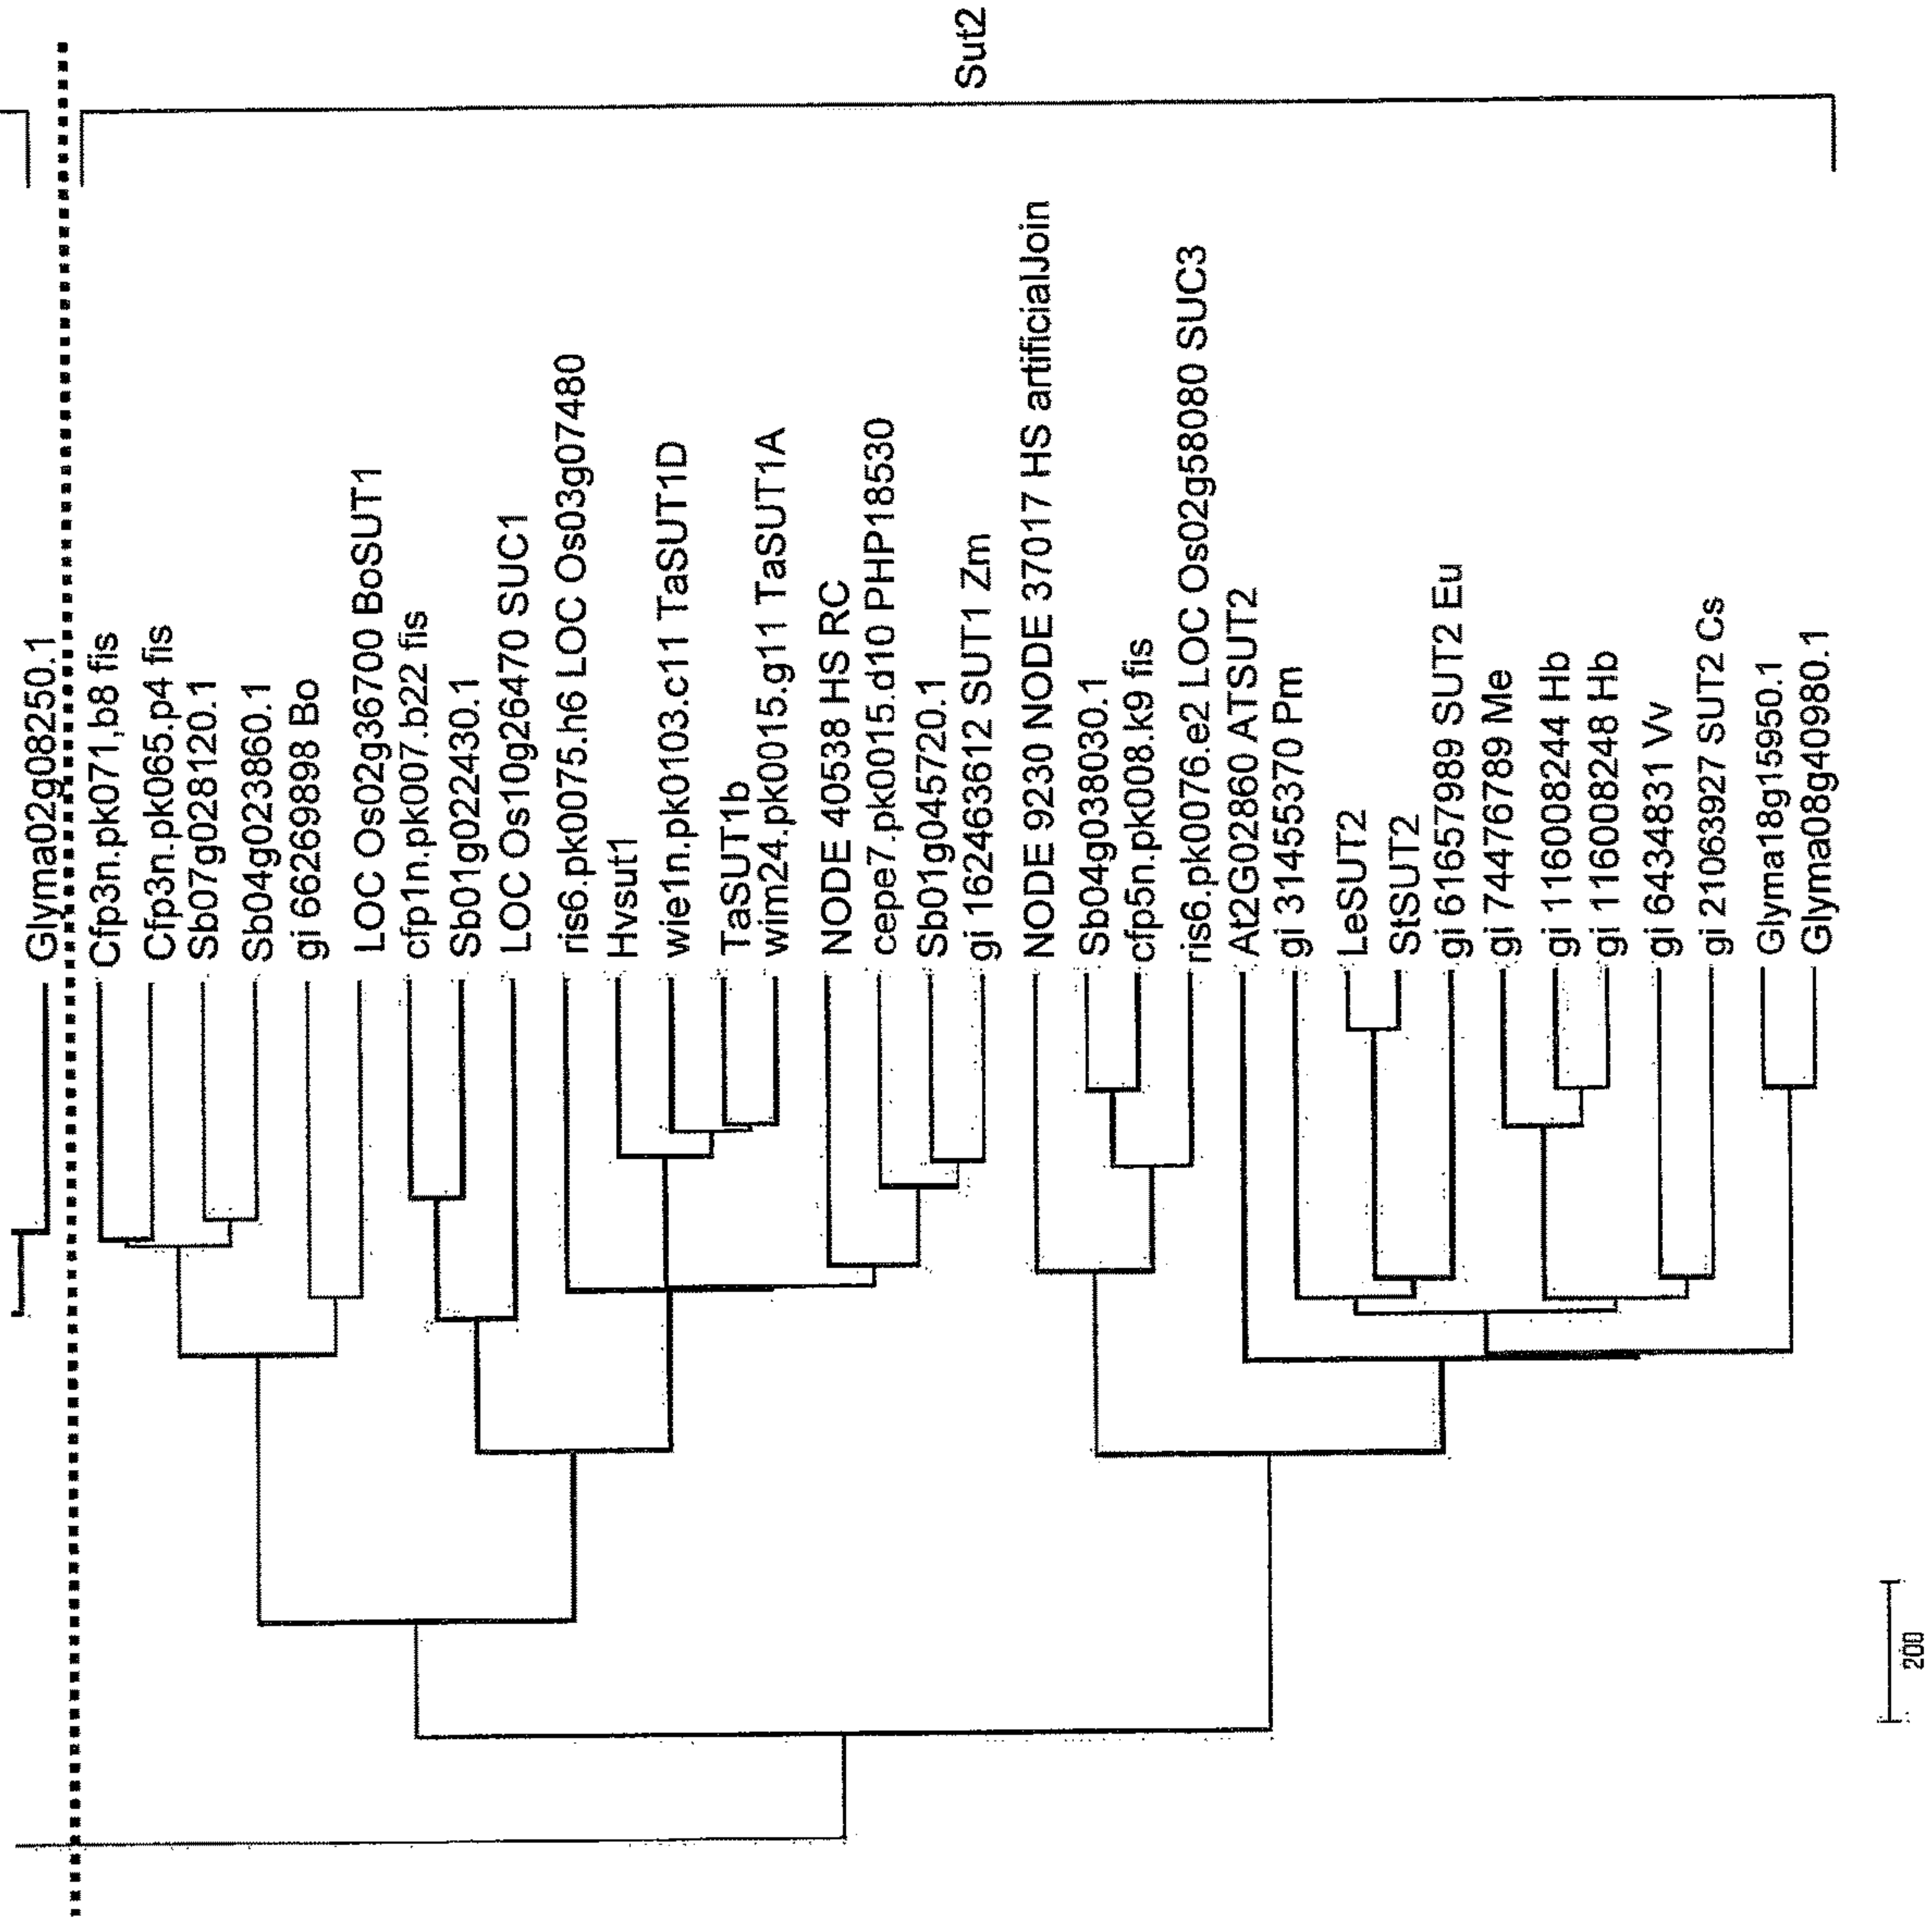 Glyma02g08250.1
Cfp3n.pk071,b8 fis
Cfp3n.pk065.p4 fis
Sb07g028120.1
Sb04g023860.1
gi 66269898 Bo
LOC Os02g36700 BoSUT1
cfp1n.pk007.b22 fis
Sb01g022430.1
LOC Os10g26470 SUC1
ris6.pk0075.h6 LOC Os03g07480
Hvsut1
wie1n.pk0103.c11 TaSUT1D
TaSUT1b
wim24.pk0015.g11 TaSUT1A
NODE 40538 HS RC
cepe7.pk0015.d10 PHP18530
Sb01g045720.1
gi 162463612 SUT1 Zm
NODE 9230 NODE 37017 HS artificialJoin
Sb04g038030.1
cfp5n.pk008.k9 fis
ris6.pk0076.e2 LOC Os02g58080 SUC3
At2G02860 ATSUT2
gi 31455370 Pm
LeSUT2
StSUT2
gi 61657989 SUT2 Eu
gi 74476789 Me
gi 116008244 Hb
gi 116008248 Hb
gi 6434831 Vv
gi 21063927 SUT2 Cs
Glyma18g15950.1
Glyma08g40980.1
Sut2
200